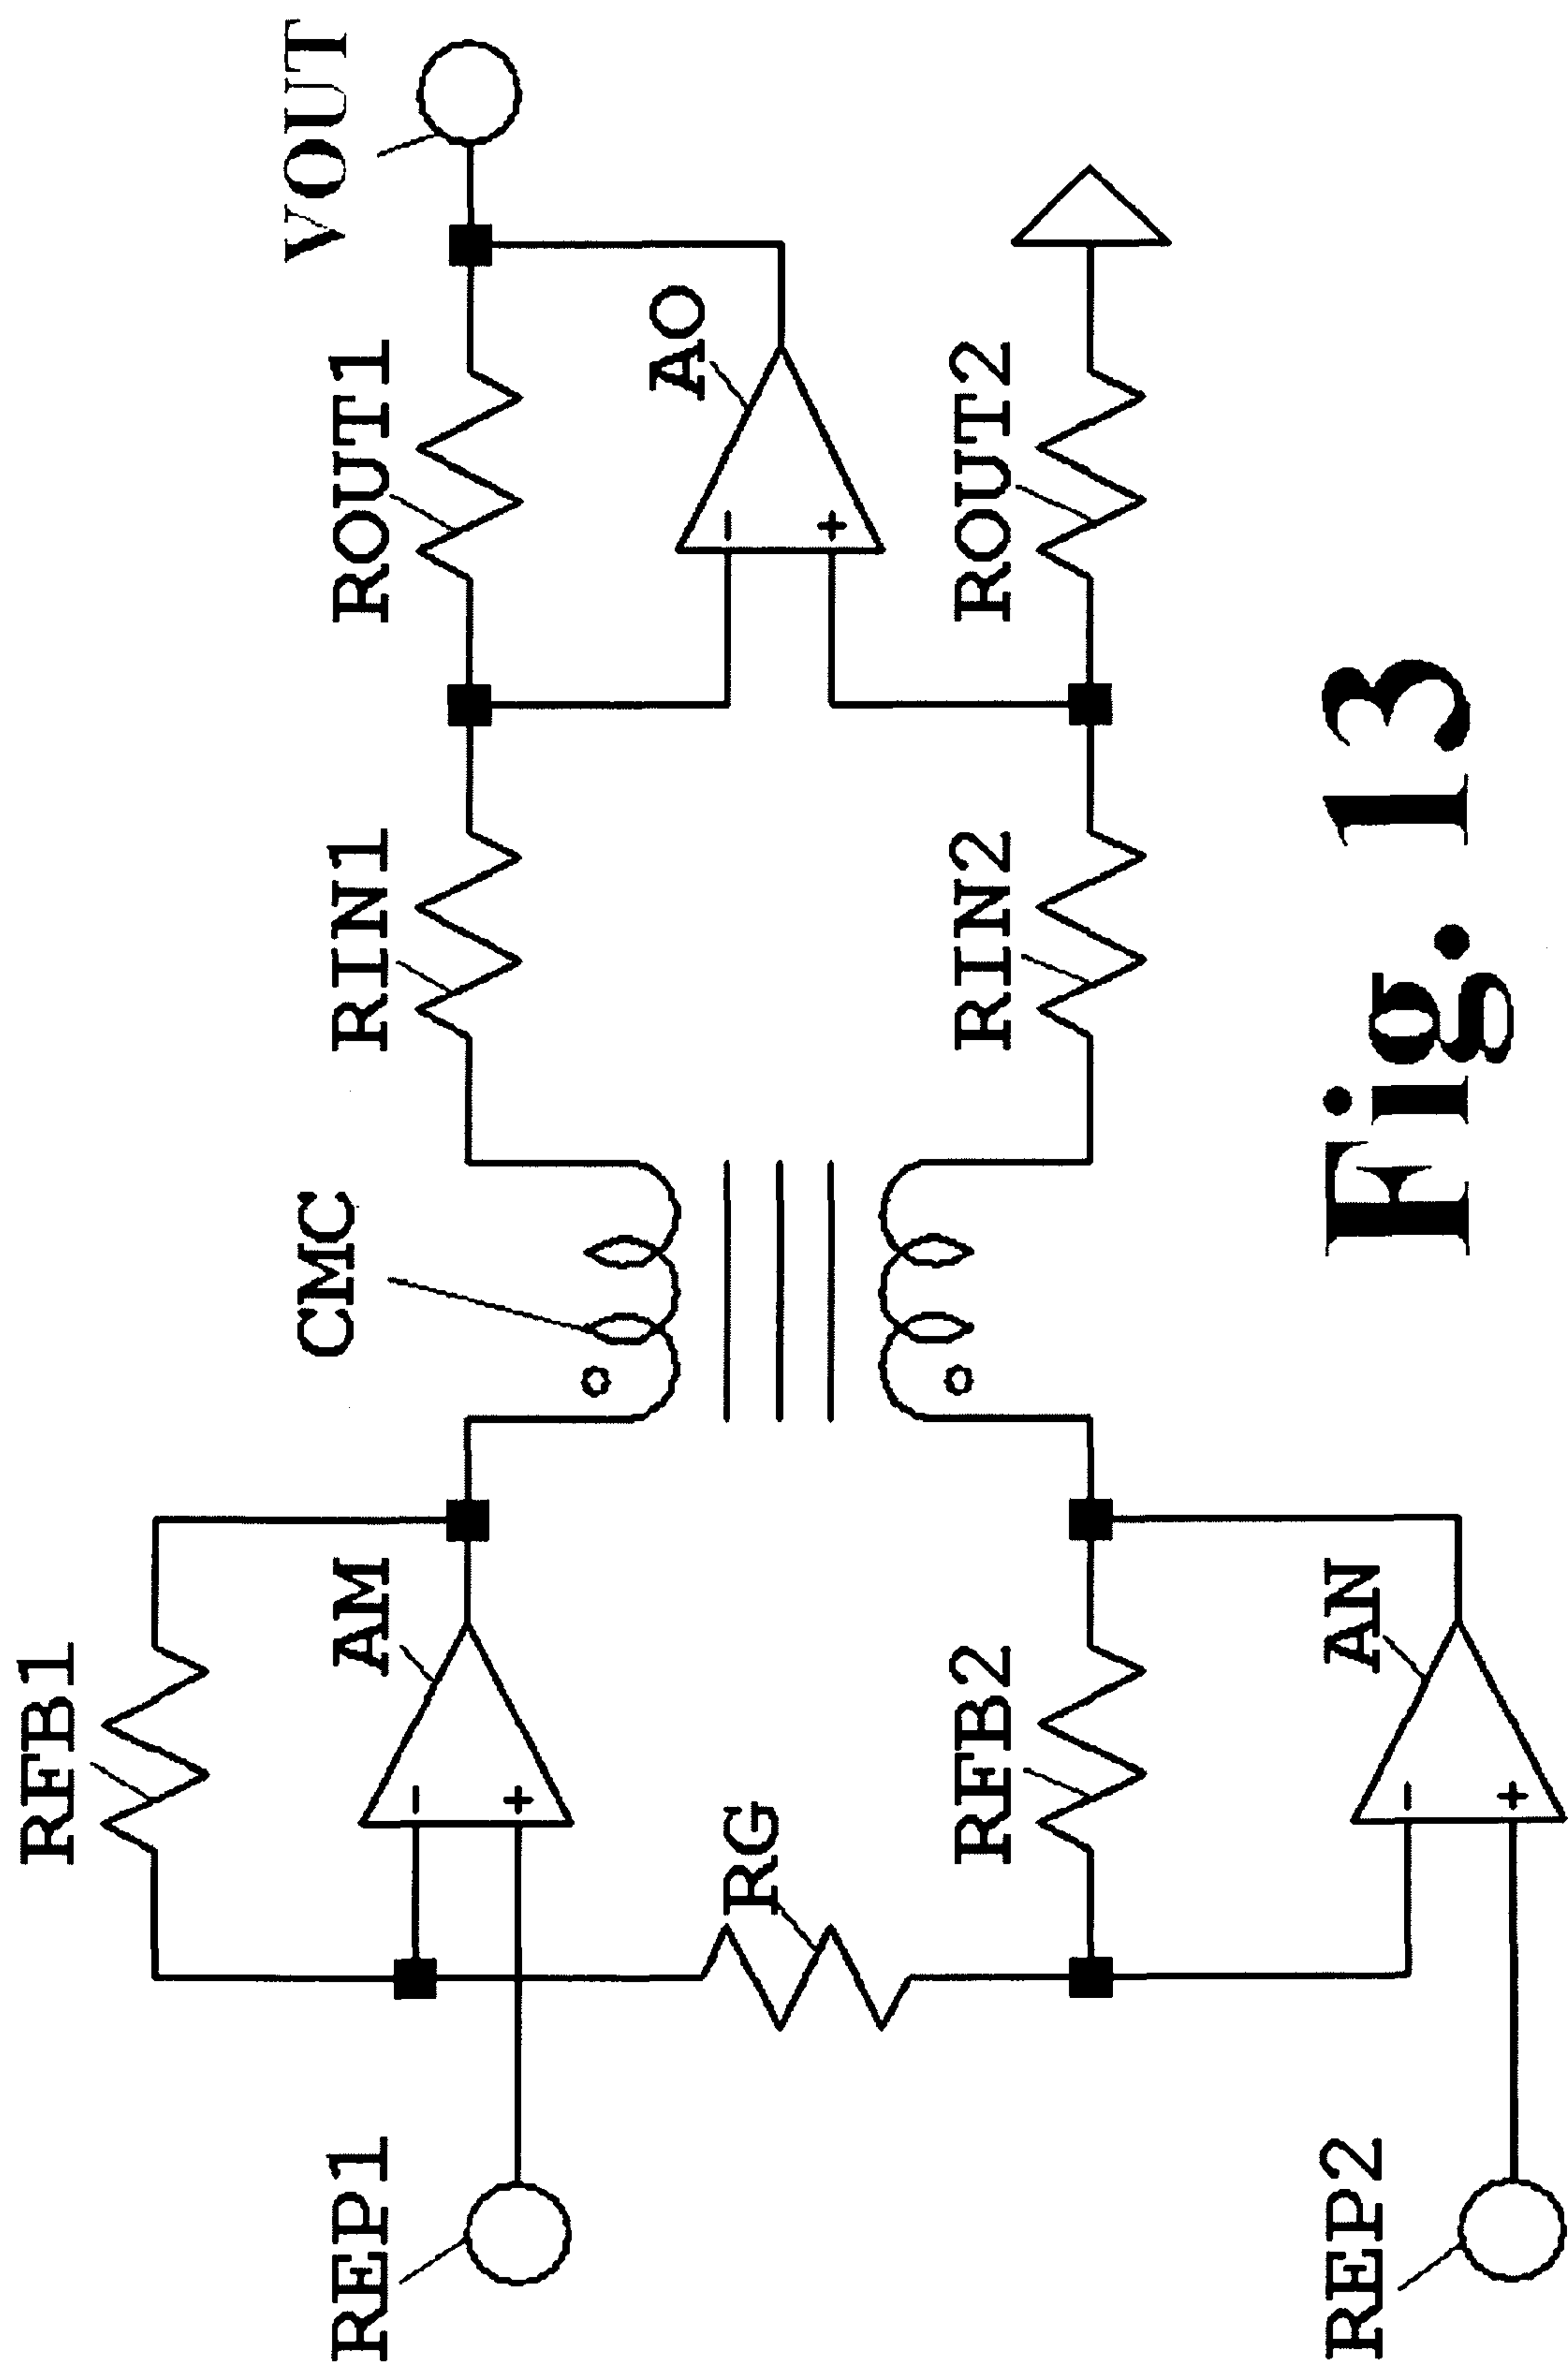 RFB1
REP1
AM
CMC
RIN1
ROUT1
VOUT
-
+
RG
AO
-
+
RFB2
RIN2
ROUT2
REP2
AN
-
+
Fig. 13